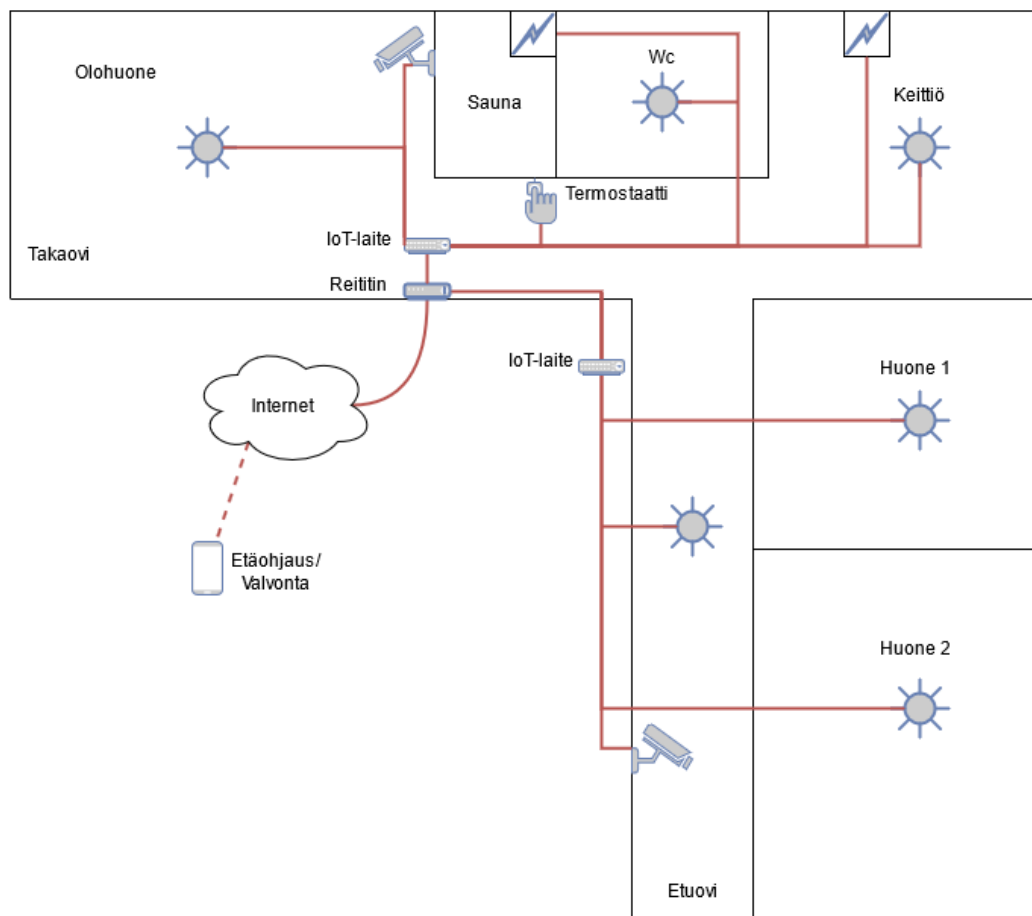 Wc
Olohuone
Sauna
Keittiö
Termostaatti
IoT-laite
Takaovi
Reititin
IoT-laite
Huone 1
Internet
Etäohjaus/
Valvonta
Huone 2
Etuovi